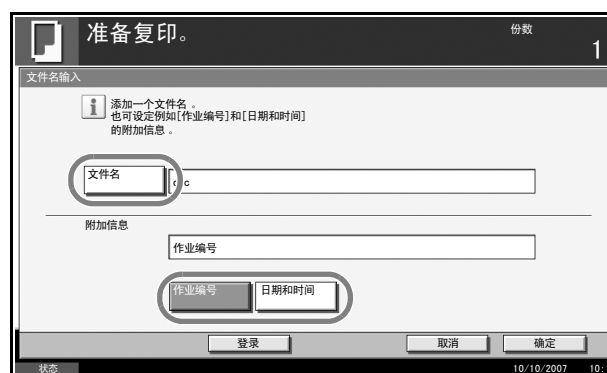 准备复印。
份数
1
文件名输入
添加一个文件名 。
也可设定例如[作业编号]和[日期和时间]
的附加信息 。
文件名
附加信息
作业编号
作业编号 日期和时间
登录 取消 确定
状态 10/10/2007 10: